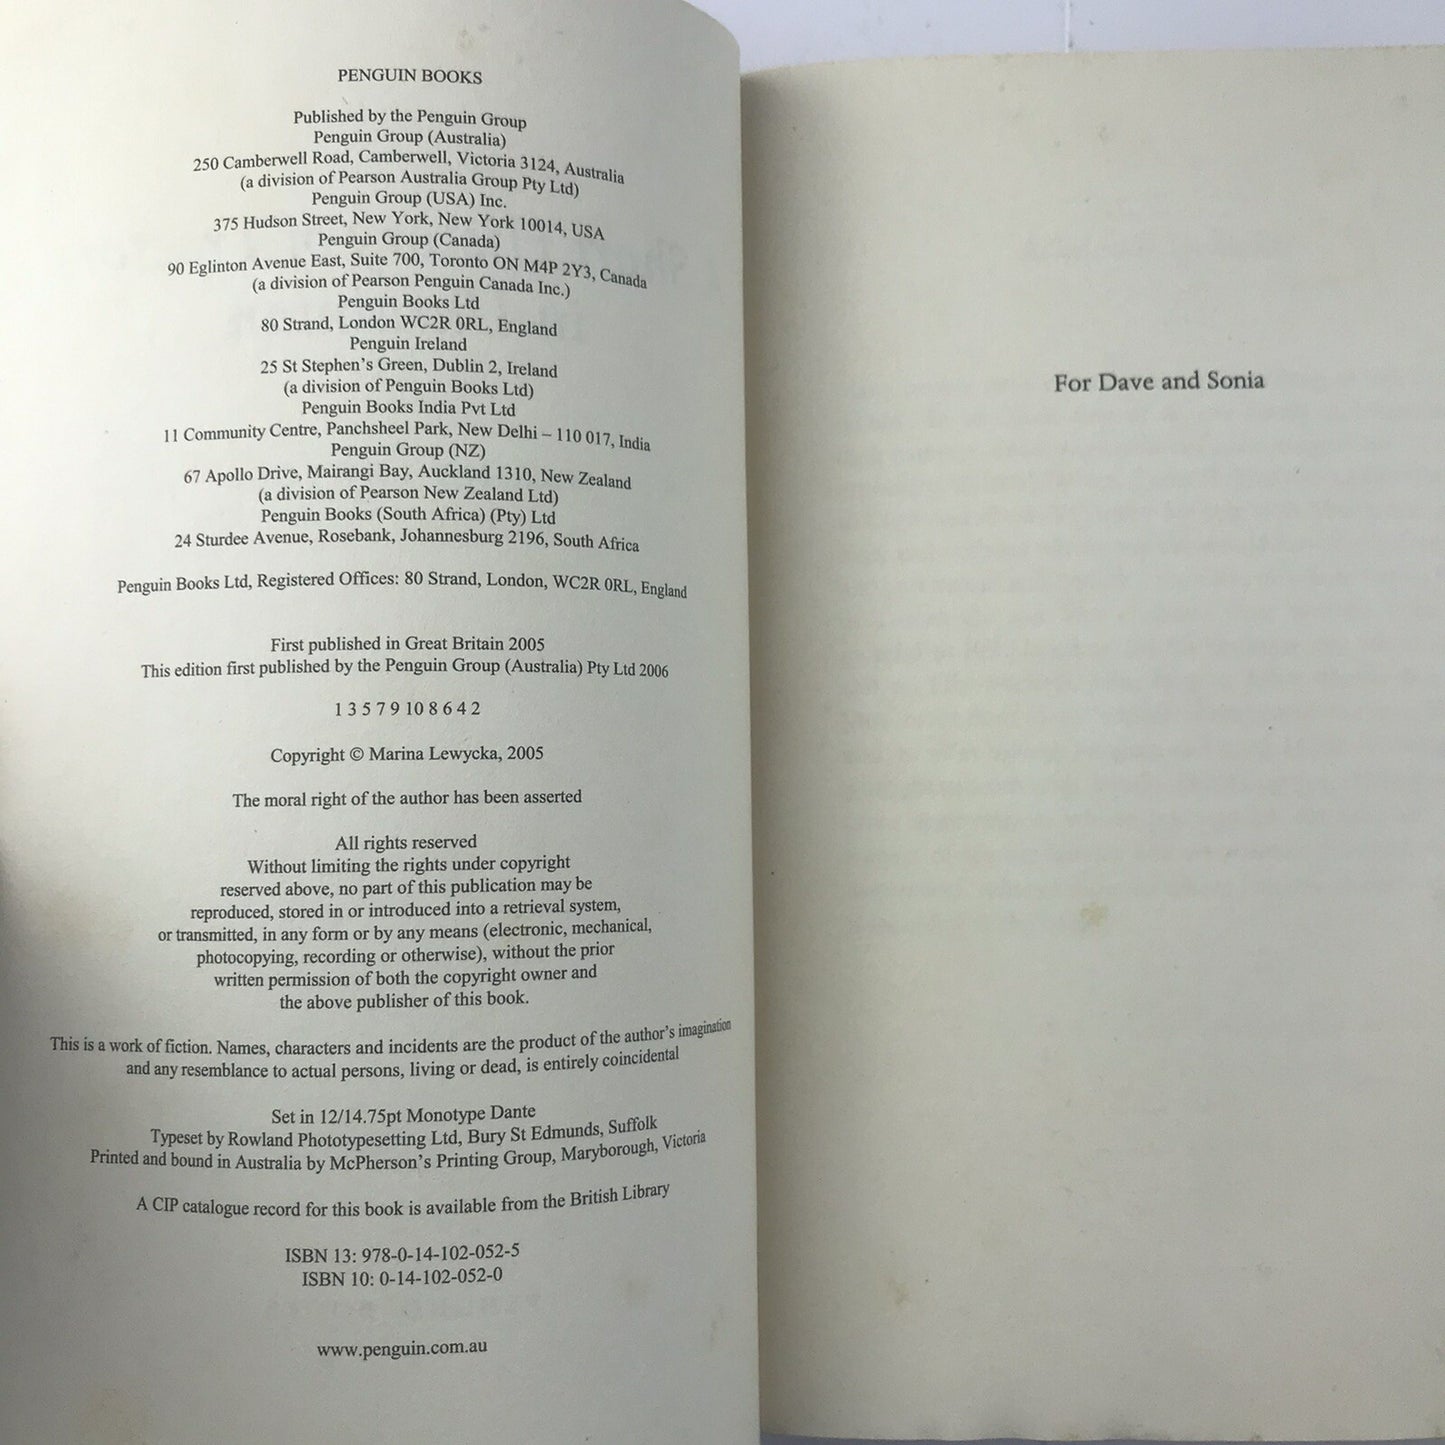 PENGUIN BOOKS
Published by the Penguin Group
Penguin Group (Australia)
250 Camberwell Road, Camberwell, Victoria 3124, Australia
(a division of Pearson Australia Group Pty Ltd)
Penguin Group (USA) Inc.
375 Hudson Street, New York, New York 10014, USA
Penguin Group (Canada)
90 Eglinton Avenue East, Suite 700, Toronto ON M4P 2Y3, Canada
(a division of Pearson Penguin Canada Inc.)
Penguin Books Ltd
80 Strand, London WC2R 0RL, England
Penguin Ireland
25 St Stephen's Green, Dublin 2, Ireland
(a division of Penguin Books Ltd)
Penguin Books India Pvt Ltd
11 Community Centre, Panchsheel Park, New Delhi – 110 017, India
Penguin Group (NZ)
67 Apollo Drive, Mairangi Bay, Auckland 1310, New Zealand
(a division of Pearson New Zealand Ltd)
Penguin Books (South Africa) (Pty) Ltd
24 Sturdee Avenue, Rosebank, Johannesburg 2196, South Africa
Penguin Books Ltd, Registered Offices: 80 Strand, London, WC2R 0RL, England
First published in Great Britain 2005
This edition first published by the Penguin Group (Australia) Pty Ltd 2006
1 3 5 7 9 10 8 6 4 2
Copyright © Marina Lewycka, 2005
The moral right of the author has been asserted
All rights reserved
Without limiting the rights under copyright
reserved above, no part of this publication may be
reproduced, stored in or introduced into a retrieval system,
or transmitted, in any form or by any means (electronic, mechanical,
photocopying, recording or otherwise), without the prior
written permission of both the copyright owner and
the above publisher of this book.
This is a work of fiction. Names, characters and incidents are the product of the author's imagination
and any resemblance to actual persons, living or dead, is entirely coincidental
Set in 12/14.75pt Monotype Dante
Typeset by Rowland Phototypesetting Ltd, Bury St Edmunds, Suffolk
Printed and bound in Australia by McPherson's Printing Group, Maryborough, Victoria
A CIP catalogue record for this book is available from the British Library
ISBN 13: 978-0-14-102-052-5
ISBN 10: 0-14-102-052-0
www.penguin.com.au
For Dave and Sonia